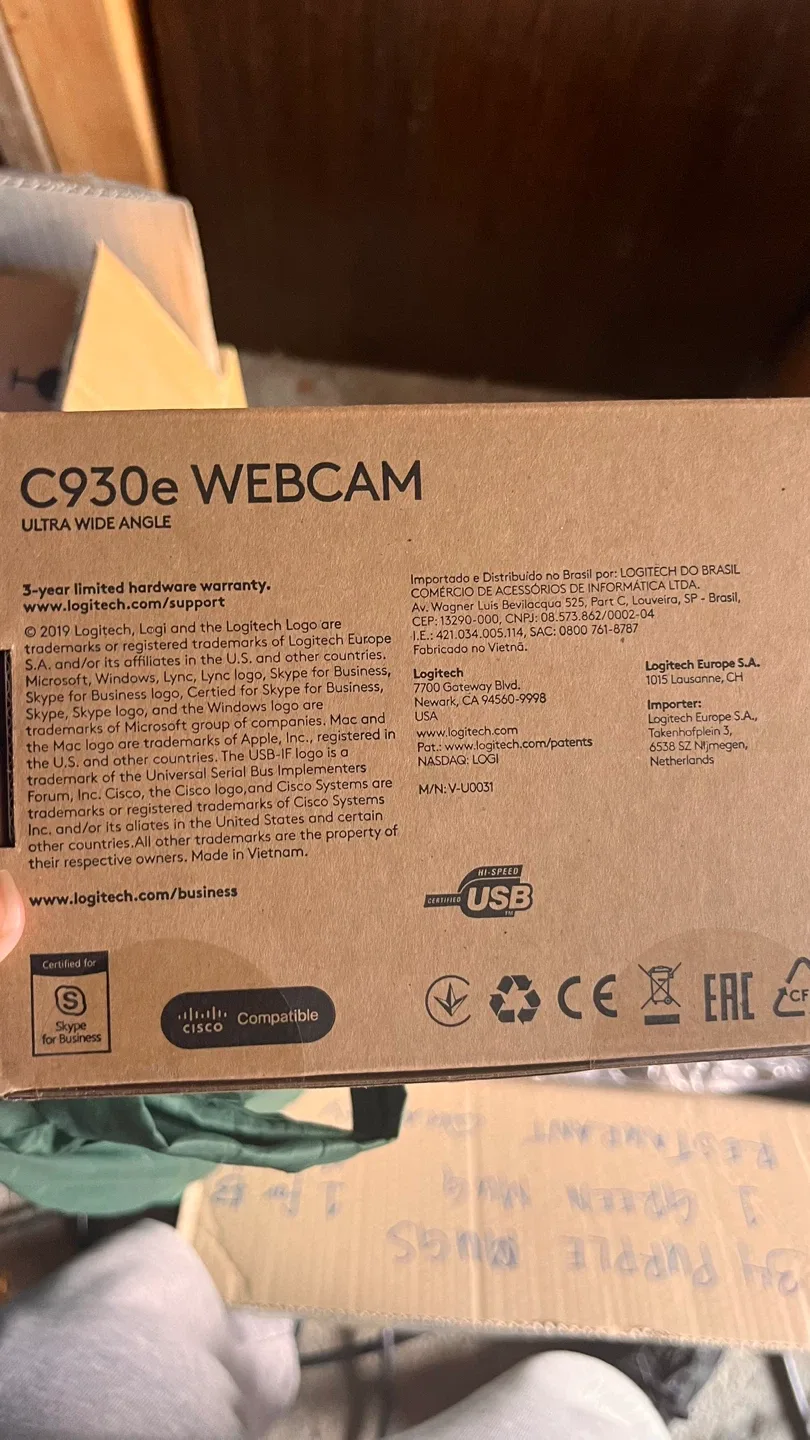 C930e WEBCAM
ULTRA WIDE ANGLE
3-year limited hardware warranty.
www.logitech.com/support
© 2019 Logitech, Logi and the Logitech Logo are
trademarks or registered trademarks of Logitech Europe
S.A. and/or its affiliates in the U.S. and other countries.
Microsoft, Windows, Lync, Lync logo, Skype for Business,
Skype for Business logo, Certied for Skype for Business,
Skype, Skype logo, and the Windows logo are
trademarks of Microsoft group of companies. Mac and
the Mac logo are trademarks of Apple, Inc., registered in
the U.S. and other countries. The USB-IF logo is a
trademark of the Universal Serial Bus Implementers
Forum, Inc. Cisco, the Cisco logo,and Cisco Systems are
trademarks or registered trademarks of Cisco Systems
Inc. and/or its aliates in the United States and certain
other countries.All other trademarks are the property of
their respective owners. Made in Vietnam.
www.logitech.com/business
Importado e Distribuído no Brasil por: LOGITECH DO BRASIL
COMÉRCIO DE ACESSÓRIOS DE INFORMÁTICA LTDA.
Av. Wagner Luis Bevilacqua 525, Part C, Louveira, SP - Brasil,
CEP: 13290-000, CNPJ: 08.573.862/0002-04
I.E.: 421.034.005.114, SAC: 0800 761-8787
Fabricado no Vietnã.
Logitech
7700 Gateway Blvd.
Newark, CA 94560-9998
USA
www.logitech.com
Pat.: www.logitech.com/patents
NASDAQ: LOGI
M/N: V-U0031
Logitech Europe S.A.
1015 Lausanne, CH
Importer:
Logitech Europe S.A.,
Takenhofplein 3,
6538 SZ Nijmegen,
Netherlands
HI-SPEED
CERTIFIED USB TM
Certified for
S
Skype
for Business
CISCO Compatible
CE
EAC
CF
34 PURPLE MUGS
1 GREEN MUG
RESTAURANT